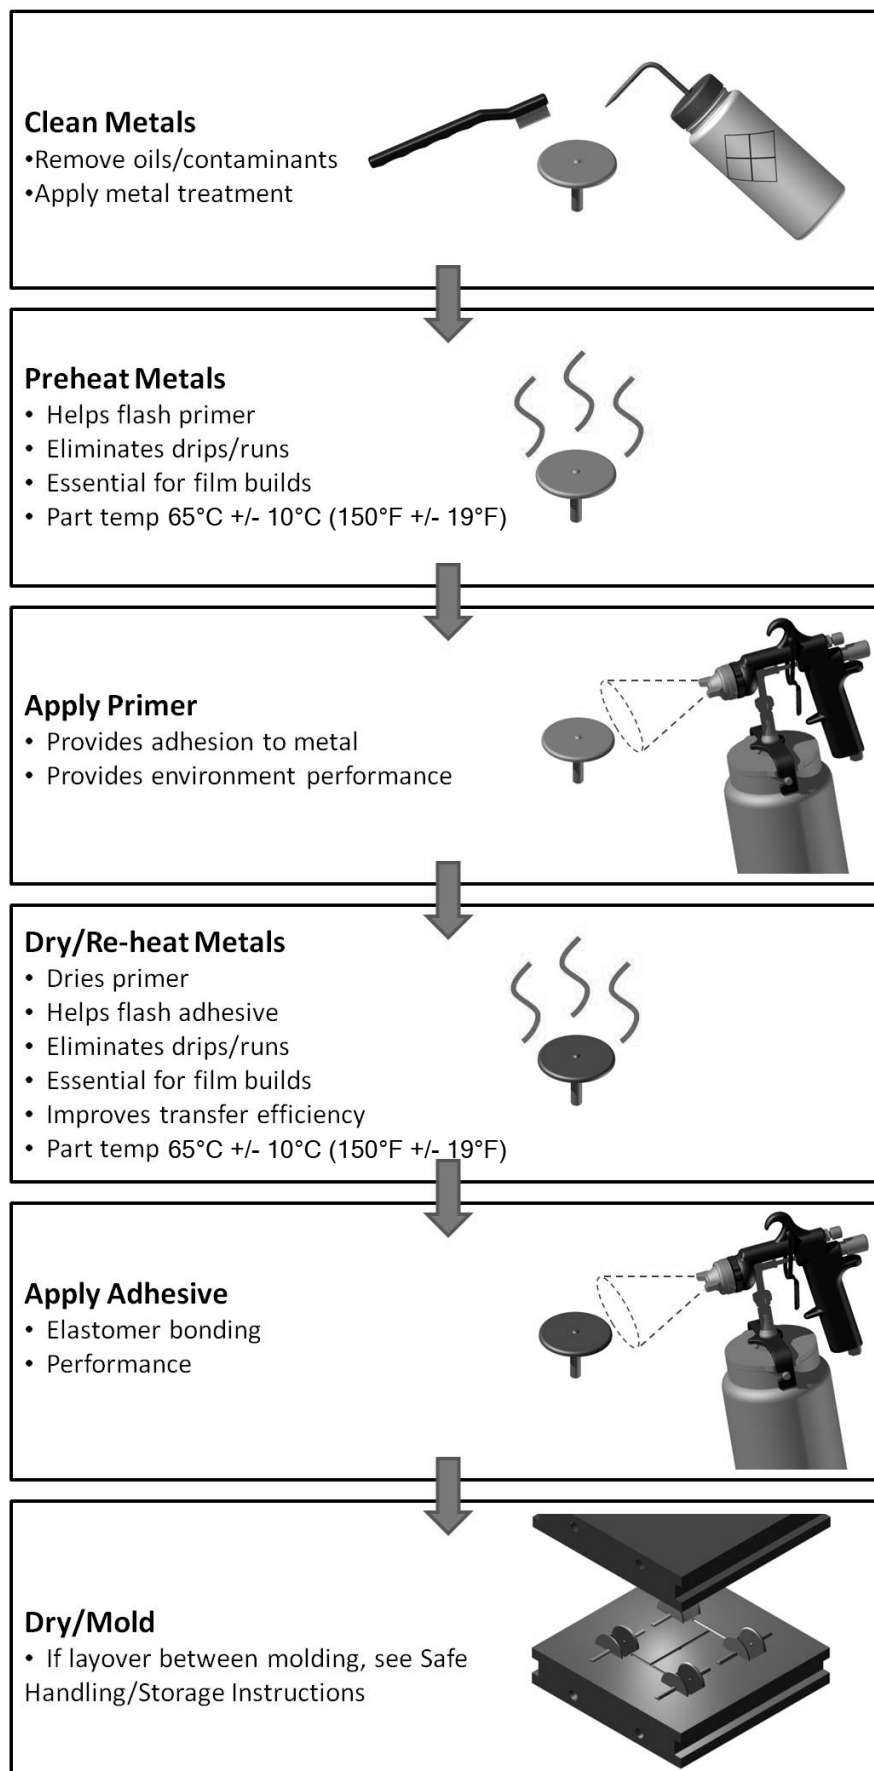 Clean Metals
•Remove oils/contaminants
•Apply metal treatment
Preheat Metals
• Helps flash primer
• Eliminates drips/runs
• Essential for film builds
• Part temp 65°C +/- 10°C (150°F +/- 19°F)
Apply Primer
• Provides adhesion to metal
• Provides environment performance
Dry/Re-heat Metals
• Dries primer
• Helps flash adhesive
• Eliminates drips/runs
• Essential for film builds
• Improves transfer efficiency
• Part temp 65°C +/- 10°C (150°F +/- 19°F)
Apply Adhesive
• Elastomer bonding
• Performance
Dry/Mold
• If layover between molding, see Safe
Handling/Storage Instructions